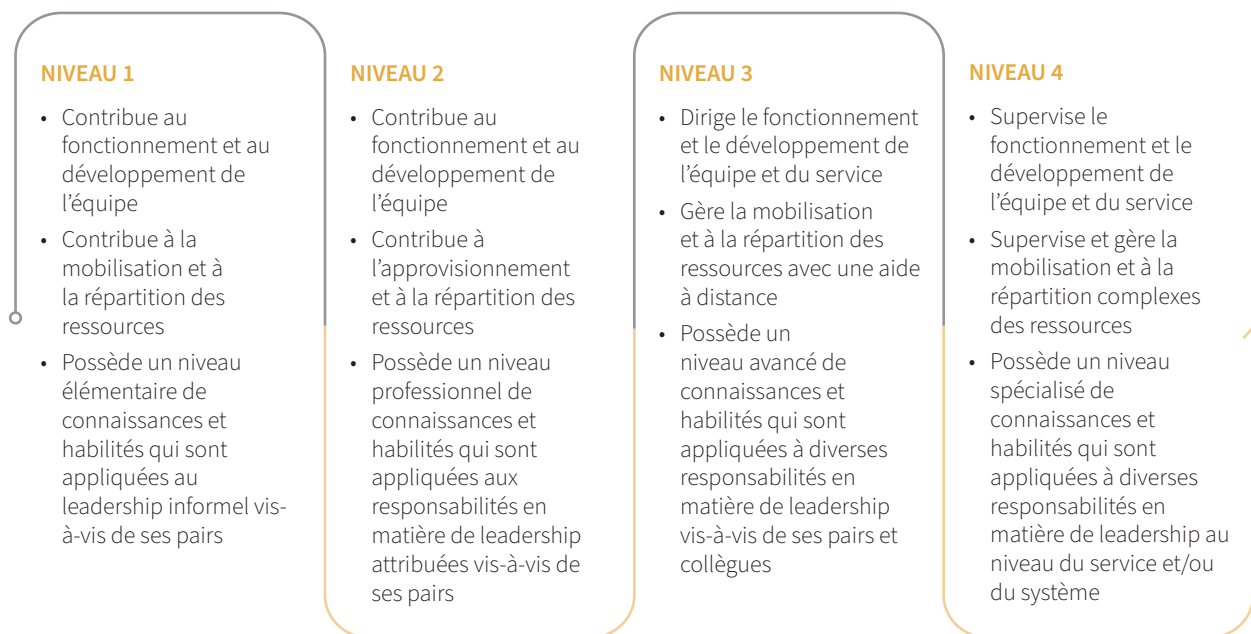 NIVEAU 1
• Contribue au
fonctionnement et au
développement de
l’équipe
• Contribue à la
mobilisation et à
la répartition des
ressources
• Possède un niveau
élémentaire de
connaissances et
habilités qui sont
appliquées au
leadership informel vis-
à-vis de ses pairs
NIVEAU 2
• Contribue au
fonctionnement et au
développement de
l’équipe
• Contribue à
l’approvisionnement
et à la répartition des
ressources
• Possède un niveau
professionnel de
connaissances et
habilités qui sont
appliquées aux
responsabilités en
matière de leadership
attribuées vis-à-vis de
ses pairs
NIVEAU 3
• Dirige le fonctionnement
et le développement de
l’équipe et du service
• Gère la mobilisation
et à la répartition des
ressources avec une aide
à distance
• Possède un
niveau avancé de
connaissances et
habilités qui sont
appliquées à diverses
responsabilités en
matière de leadership
vis-à-vis de ses pairs et
collègues
NIVEAU 4
• Supervise le
fonctionnement et le
développement de
l’équipe et du service
• Supervise et gère la
mobilisation et à la
répartition complexes
des ressources
• Possède un niveau
spécialisé de
connaissances et
habilités qui sont
appliquées à diverses
responsabilités en
matière de leadership au
niveau du service et/ou
du système